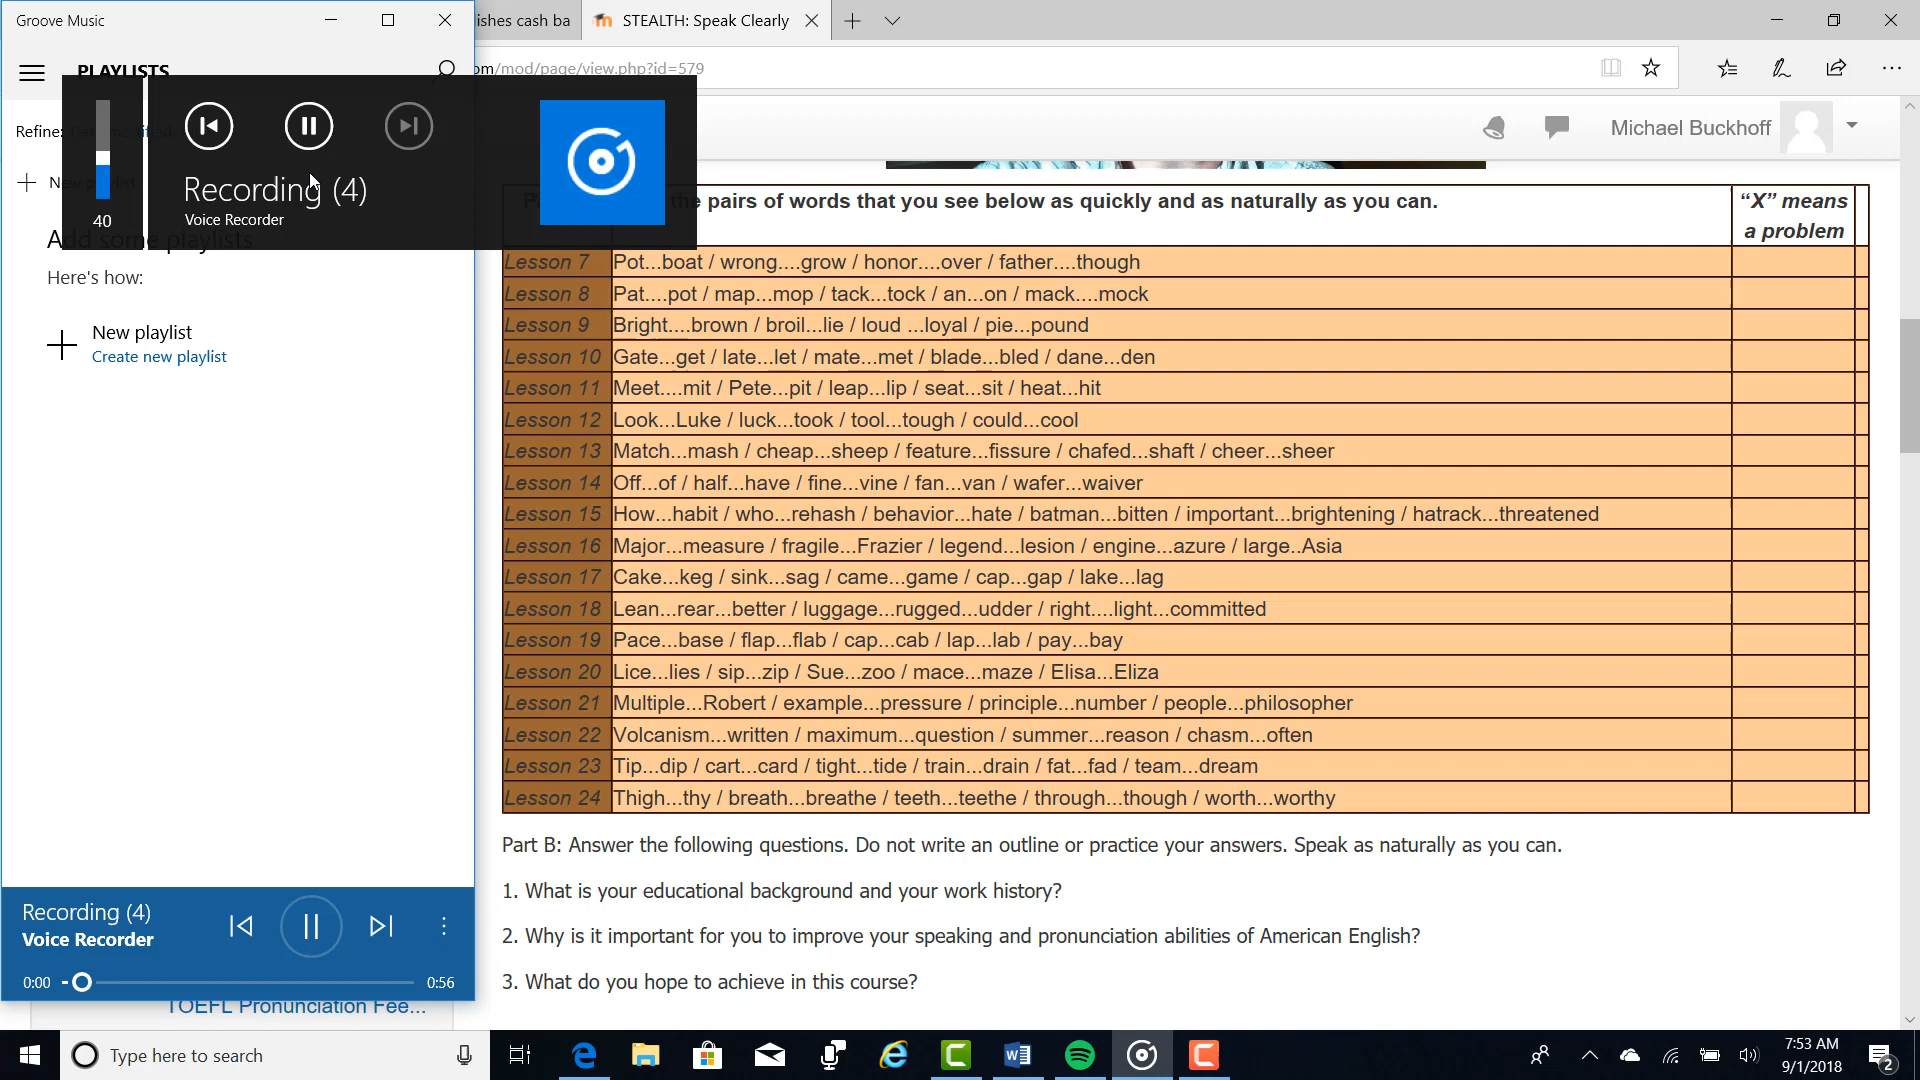 Groove Music
ishes cash ba
STEALTH: Speak Clearly
PLAYLISTS
om/mod/page/view.php?id=579
Refine:
40
Recording (4)
Voice Recorder
Michael Buckhoff
New playlist
Add some playlists
Here's how:
New playlist
Create new playlist
the pairs of words that you see below as quickly and as naturally as you can.
“X” means
a problem
Lesson 7 Pot...boat / wrong....grow / honor....over / father....though
Lesson 8 Pat....pot / map...mop / tack...tock / an...on / mack....mock
Lesson 9 Bright....brown / broil...lie / loud ...loyal / pie...pound
Lesson 10 Gate...get / late...let / mate...met / blade...bled / dane...den
Lesson 11 Meet....mit / Pete...pit / leap...lip / seat...sit / heat...hit
Lesson 12 Look...Luke / luck...took / tool...tough / could...cool
Lesson 13 Match...mash / cheap...sheep / feature...fissure / chafed...shaft / cheer...sheer
Lesson 14 Off...of / half...have / fine...vine / fan...van / wafer...waiver
Lesson 15 How...habit / who...rehash / behavior...hate / batman...bitten / important...brightening / hatrack...threatened
Lesson 16 Major...measure / fragile...Frazier / legend...lesion / engine...azure / large..Asia
Lesson 17 Cake...keg / sink...sag / came...game / cap...gap / lake...lag
Lesson 18 Lean...rear...better / luggage...rugged...udder / right....light...committed
Lesson 19 Pace...base / flap...flab / cap...cab / lap...lab / pay...bay
Lesson 20 Lice...lies / sip...zip / Sue...zoo / mace...maze / Elisa...Eliza
Lesson 21 Multiple...Robert / example...pressure / principle...number / people...philosopher
Lesson 22 Volcanism...written / maximum...question / summer...reason / chasm...often
Lesson 23 Tip...dip / cart...card / tight...tide / train...drain / fat...fad / team...dream
Lesson 24 Thigh...thy / breath...breathe / teeth...teethe / through...though / worth...worthy
Part B: Answer the following questions. Do not write an outline or practice your answers. Speak as naturally as you can.
1. What is your educational background and your work history?
2. Why is it important for you to improve your speaking and pronunciation abilities of American English?
3. What do you hope to achieve in this course?
Recording (4)
Voice Recorder
0:00
0:56
TOEFL Pronunciation Fee...
Type here to search
7:53 AM
9/1/2018
2